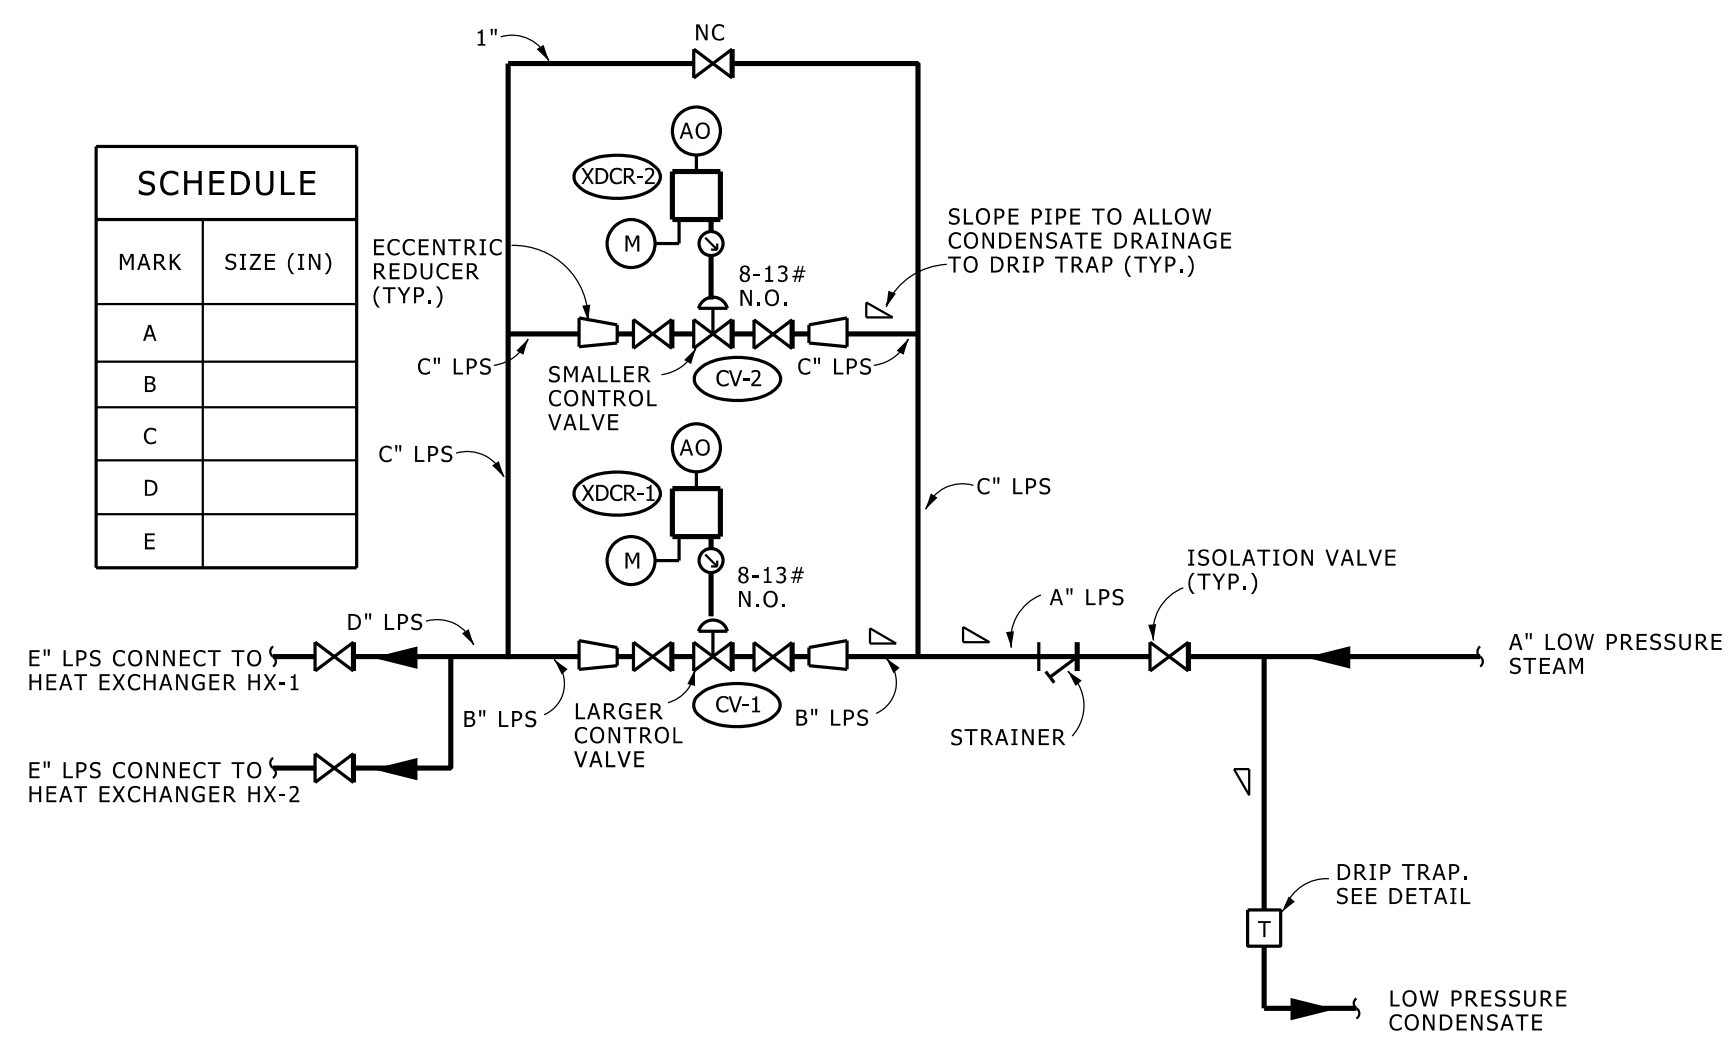 1"
NC
AO
XDCR-2
M
8-13#
N.O.
ECCENTRIC
REDUCER
(TYP.)
SLOPE PIPE TO ALLOW
CONDENSATE DRAINAGE
TO DRIP TRAP (TYP.)
SCHEDULE
MARK SIZE (IN)
A
B
C
D
E
C" LPS
SMALLER
CONTROL
VALVE
CV-2
C" LPS
C" LPS
AO
XDCR-1
M
8-13#
N.O.
C" LPS
ISOLATION VALVE
(TYP.)
A" LPS
D" LPS
E" LPS CONNECT TO
HEAT EXCHANGER HX-1
B" LPS
LARGER
CONTROL
VALVE
CV-1
B" LPS
STRAINER
A" LOW PRESSURE
STEAM
E" LPS CONNECT TO
HEAT EXCHANGER HX-2
DRIP TRAP.
SEE DETAIL
T
LOW PRESSURE
CONDENSATE